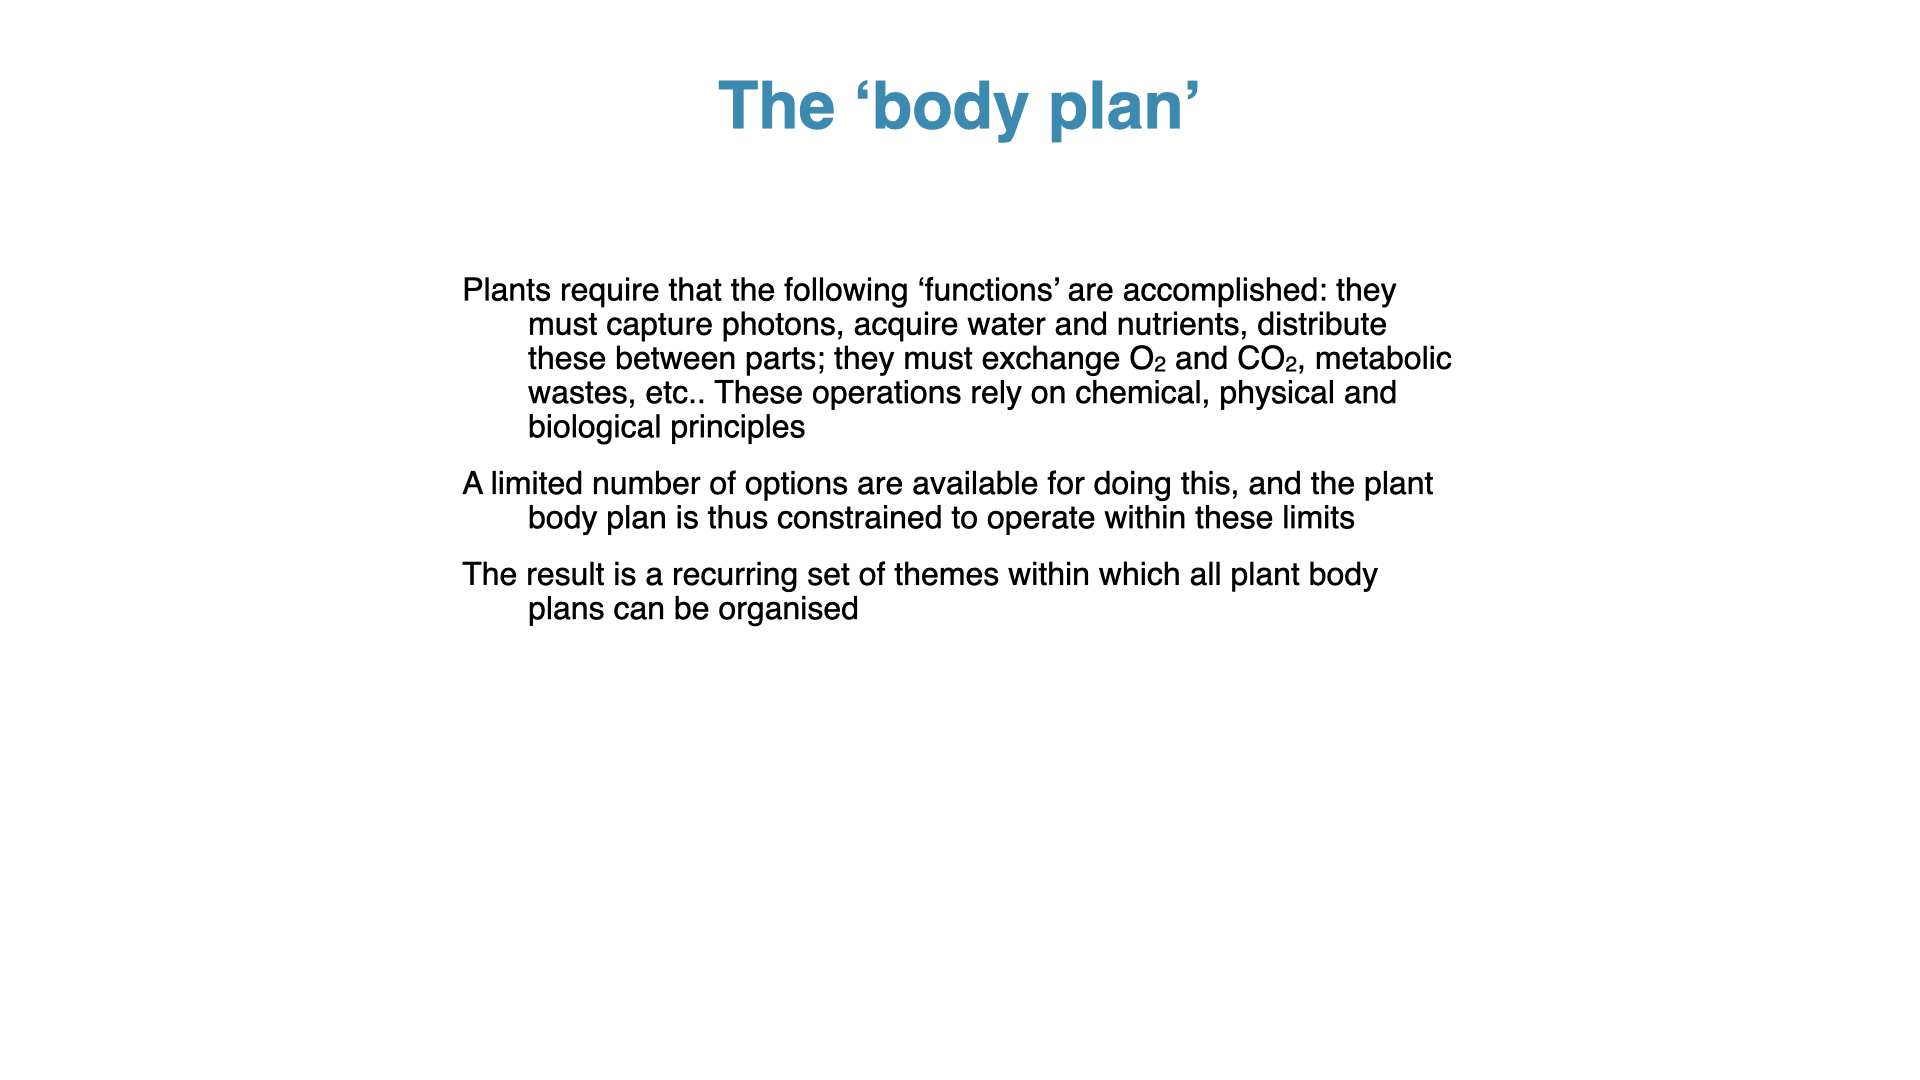 The ‘body plan’
Plants require that the following ‘functions’ are accomplished: they
must capture photons, acquire water and nutrients, distribute
these between parts; they must exchange O₂ and CO₂, metabolic
wastes, etc.. These operations rely on chemical, physical and
biological principles
A limited number of options are available for doing this, and the plant
body plan is thus constrained to operate within these limits
The result is a recurring set of themes within which all plant body
plans can be organised